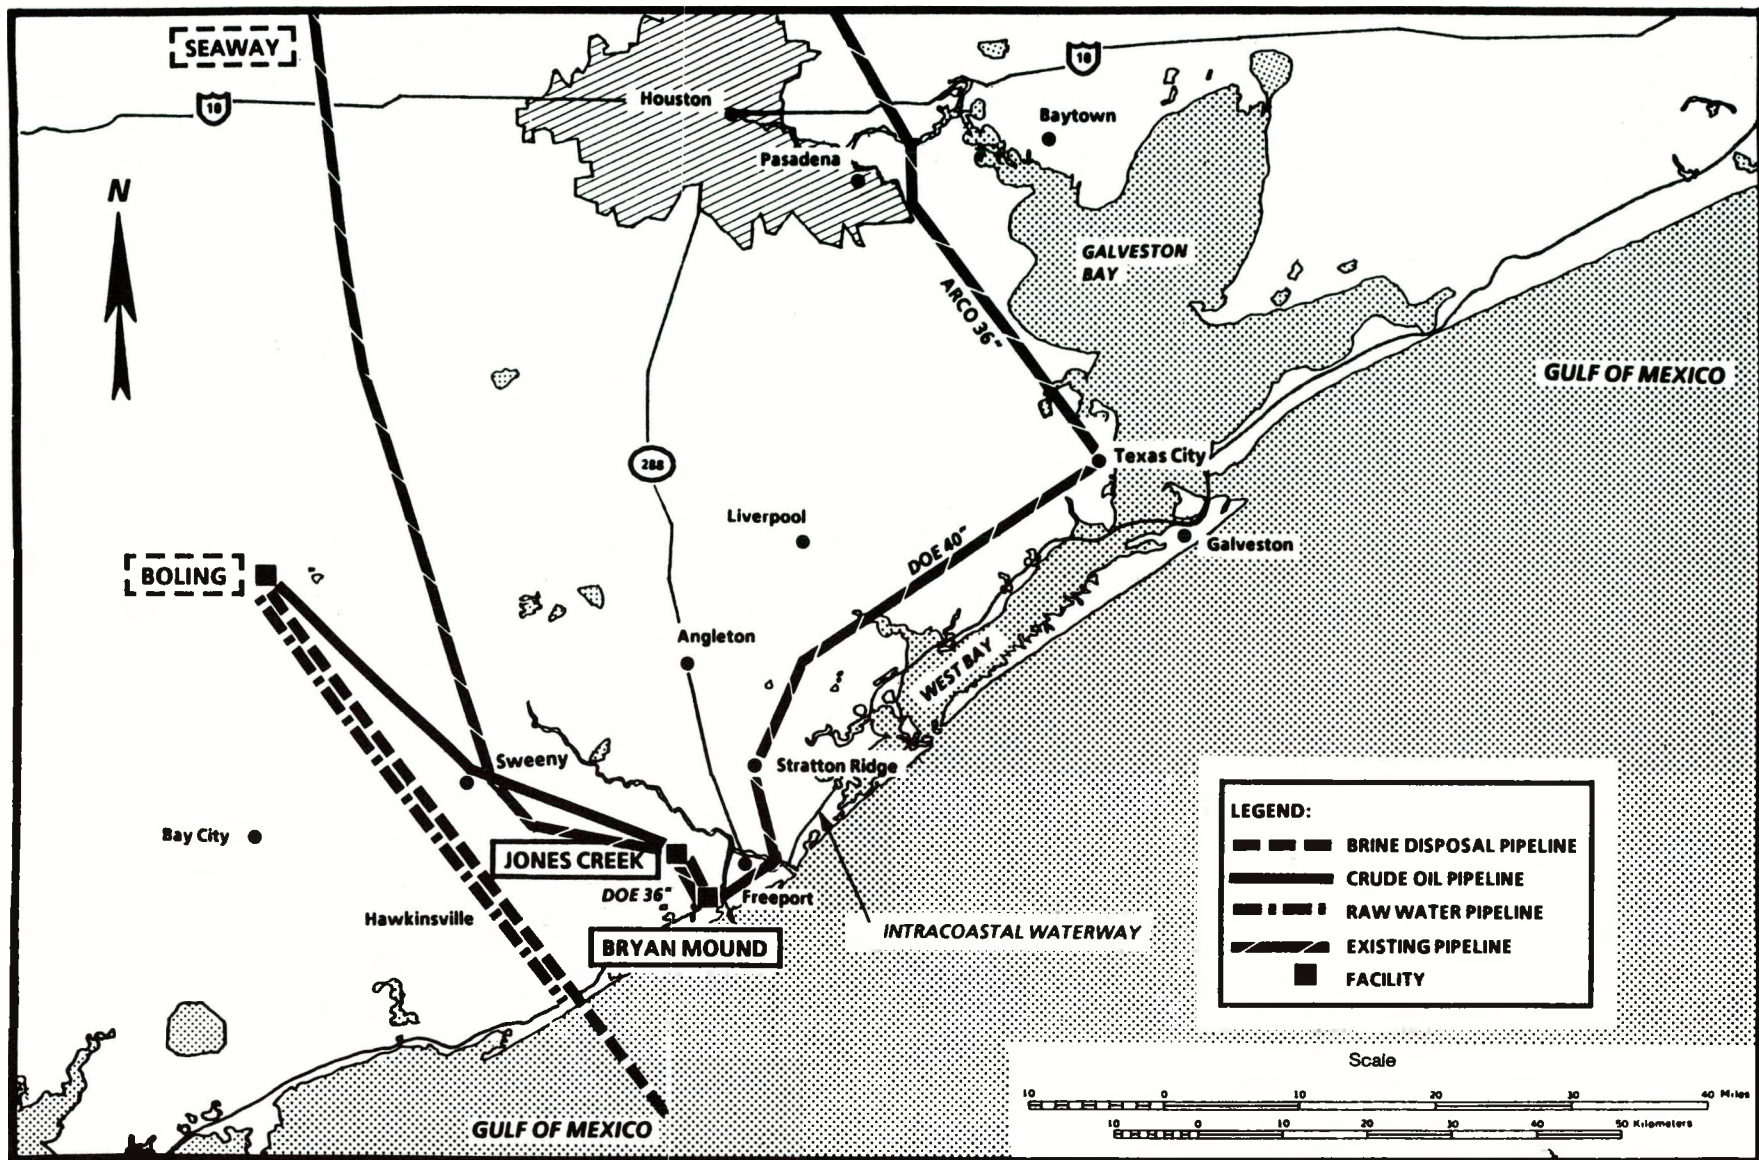 SEAWAY
10
10
Houston
Baytown
Pasadena
N
GALVESTON
BAY
ARCO 36"
GULF OF MEXICO
288
Texas City
Liverpool
DOE 40"
Galveston
BOLING
Angleton
WEST BAY
Sweeny
Stratton Ridge
Bay City
JONES CREEK
DOE 36"
Freeport
Hawkinsville
BRYAN MOUND
INTRACOASTAL WATERWAY
LEGEND:
BRINE DISPOSAL PIPELINE
CRUDE OIL PIPELINE
RAW WATER PIPELINE
EXISTING PIPELINE
FACILITY
Scale
10 0 10 20 30 40 Miles
10 0 10 20 30 40 50 Kilometers
GULF OF MEXICO